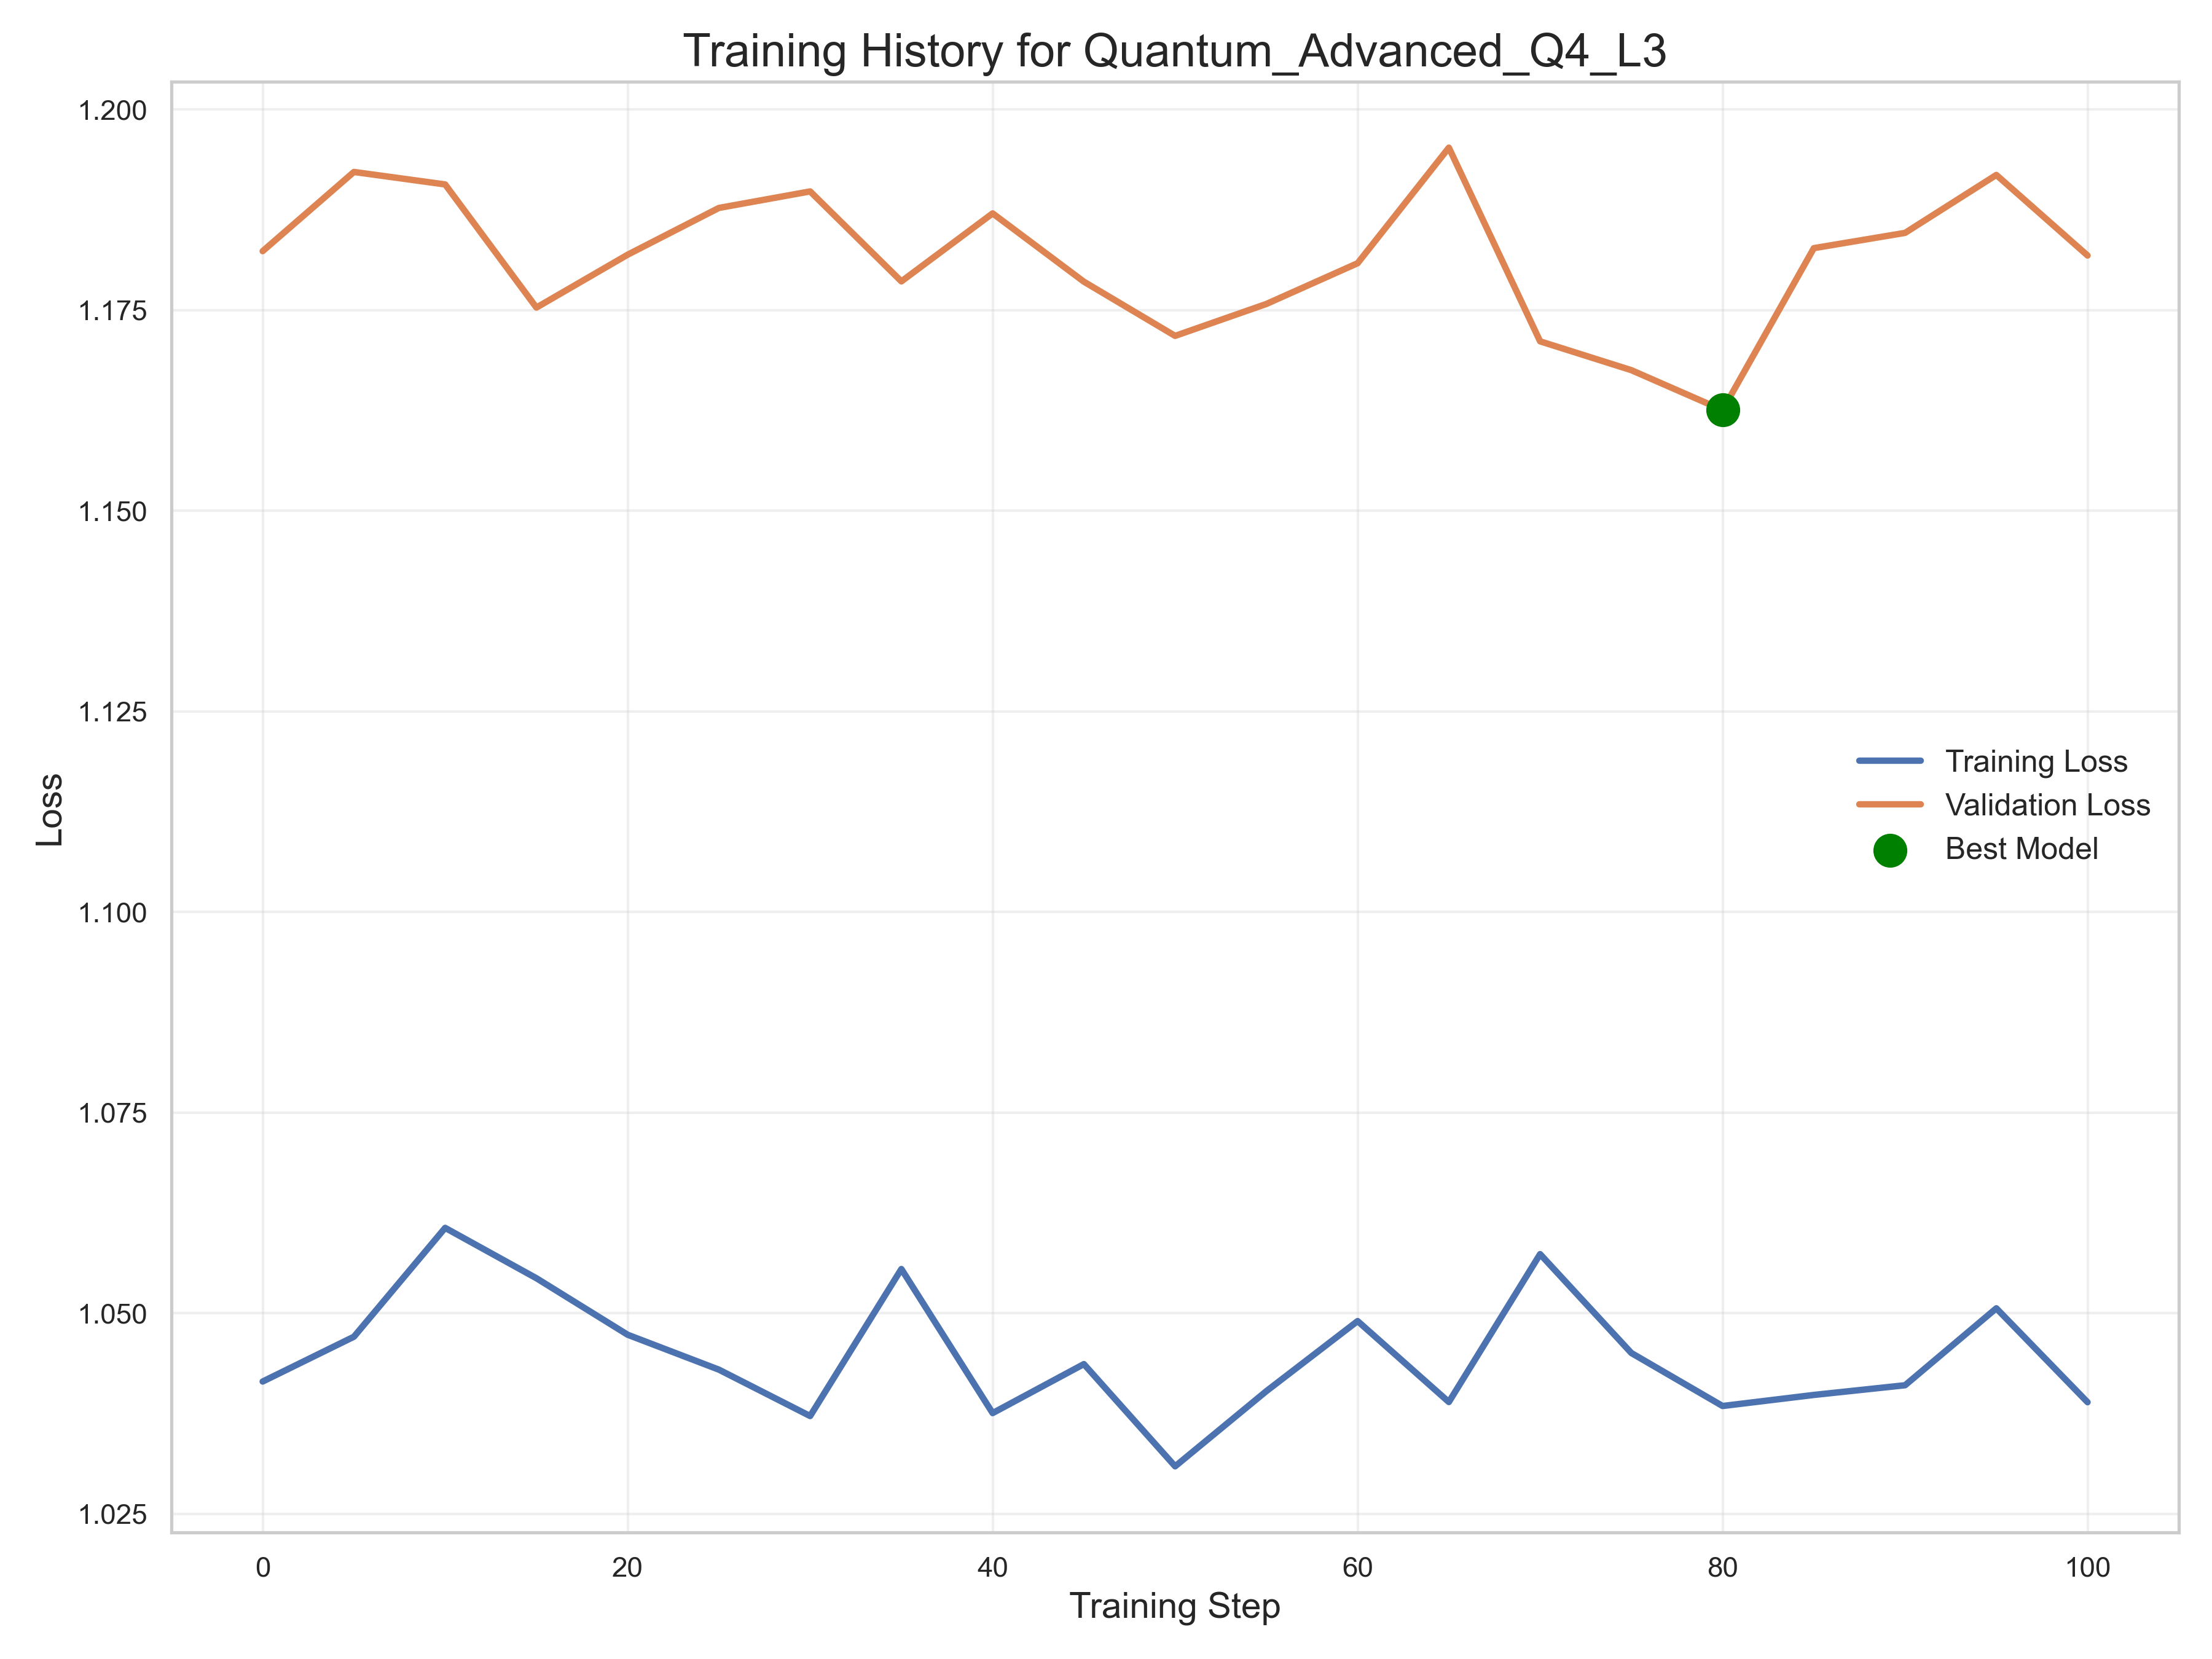 Training History for Quantum_Advanced_Q4_L3
1.200
1.175
1.150
1.125
1.100
1.075
1.050
1.025
Loss
Training Loss
Validation Loss
Best Model
0 20 40 60 80 100
Training Step